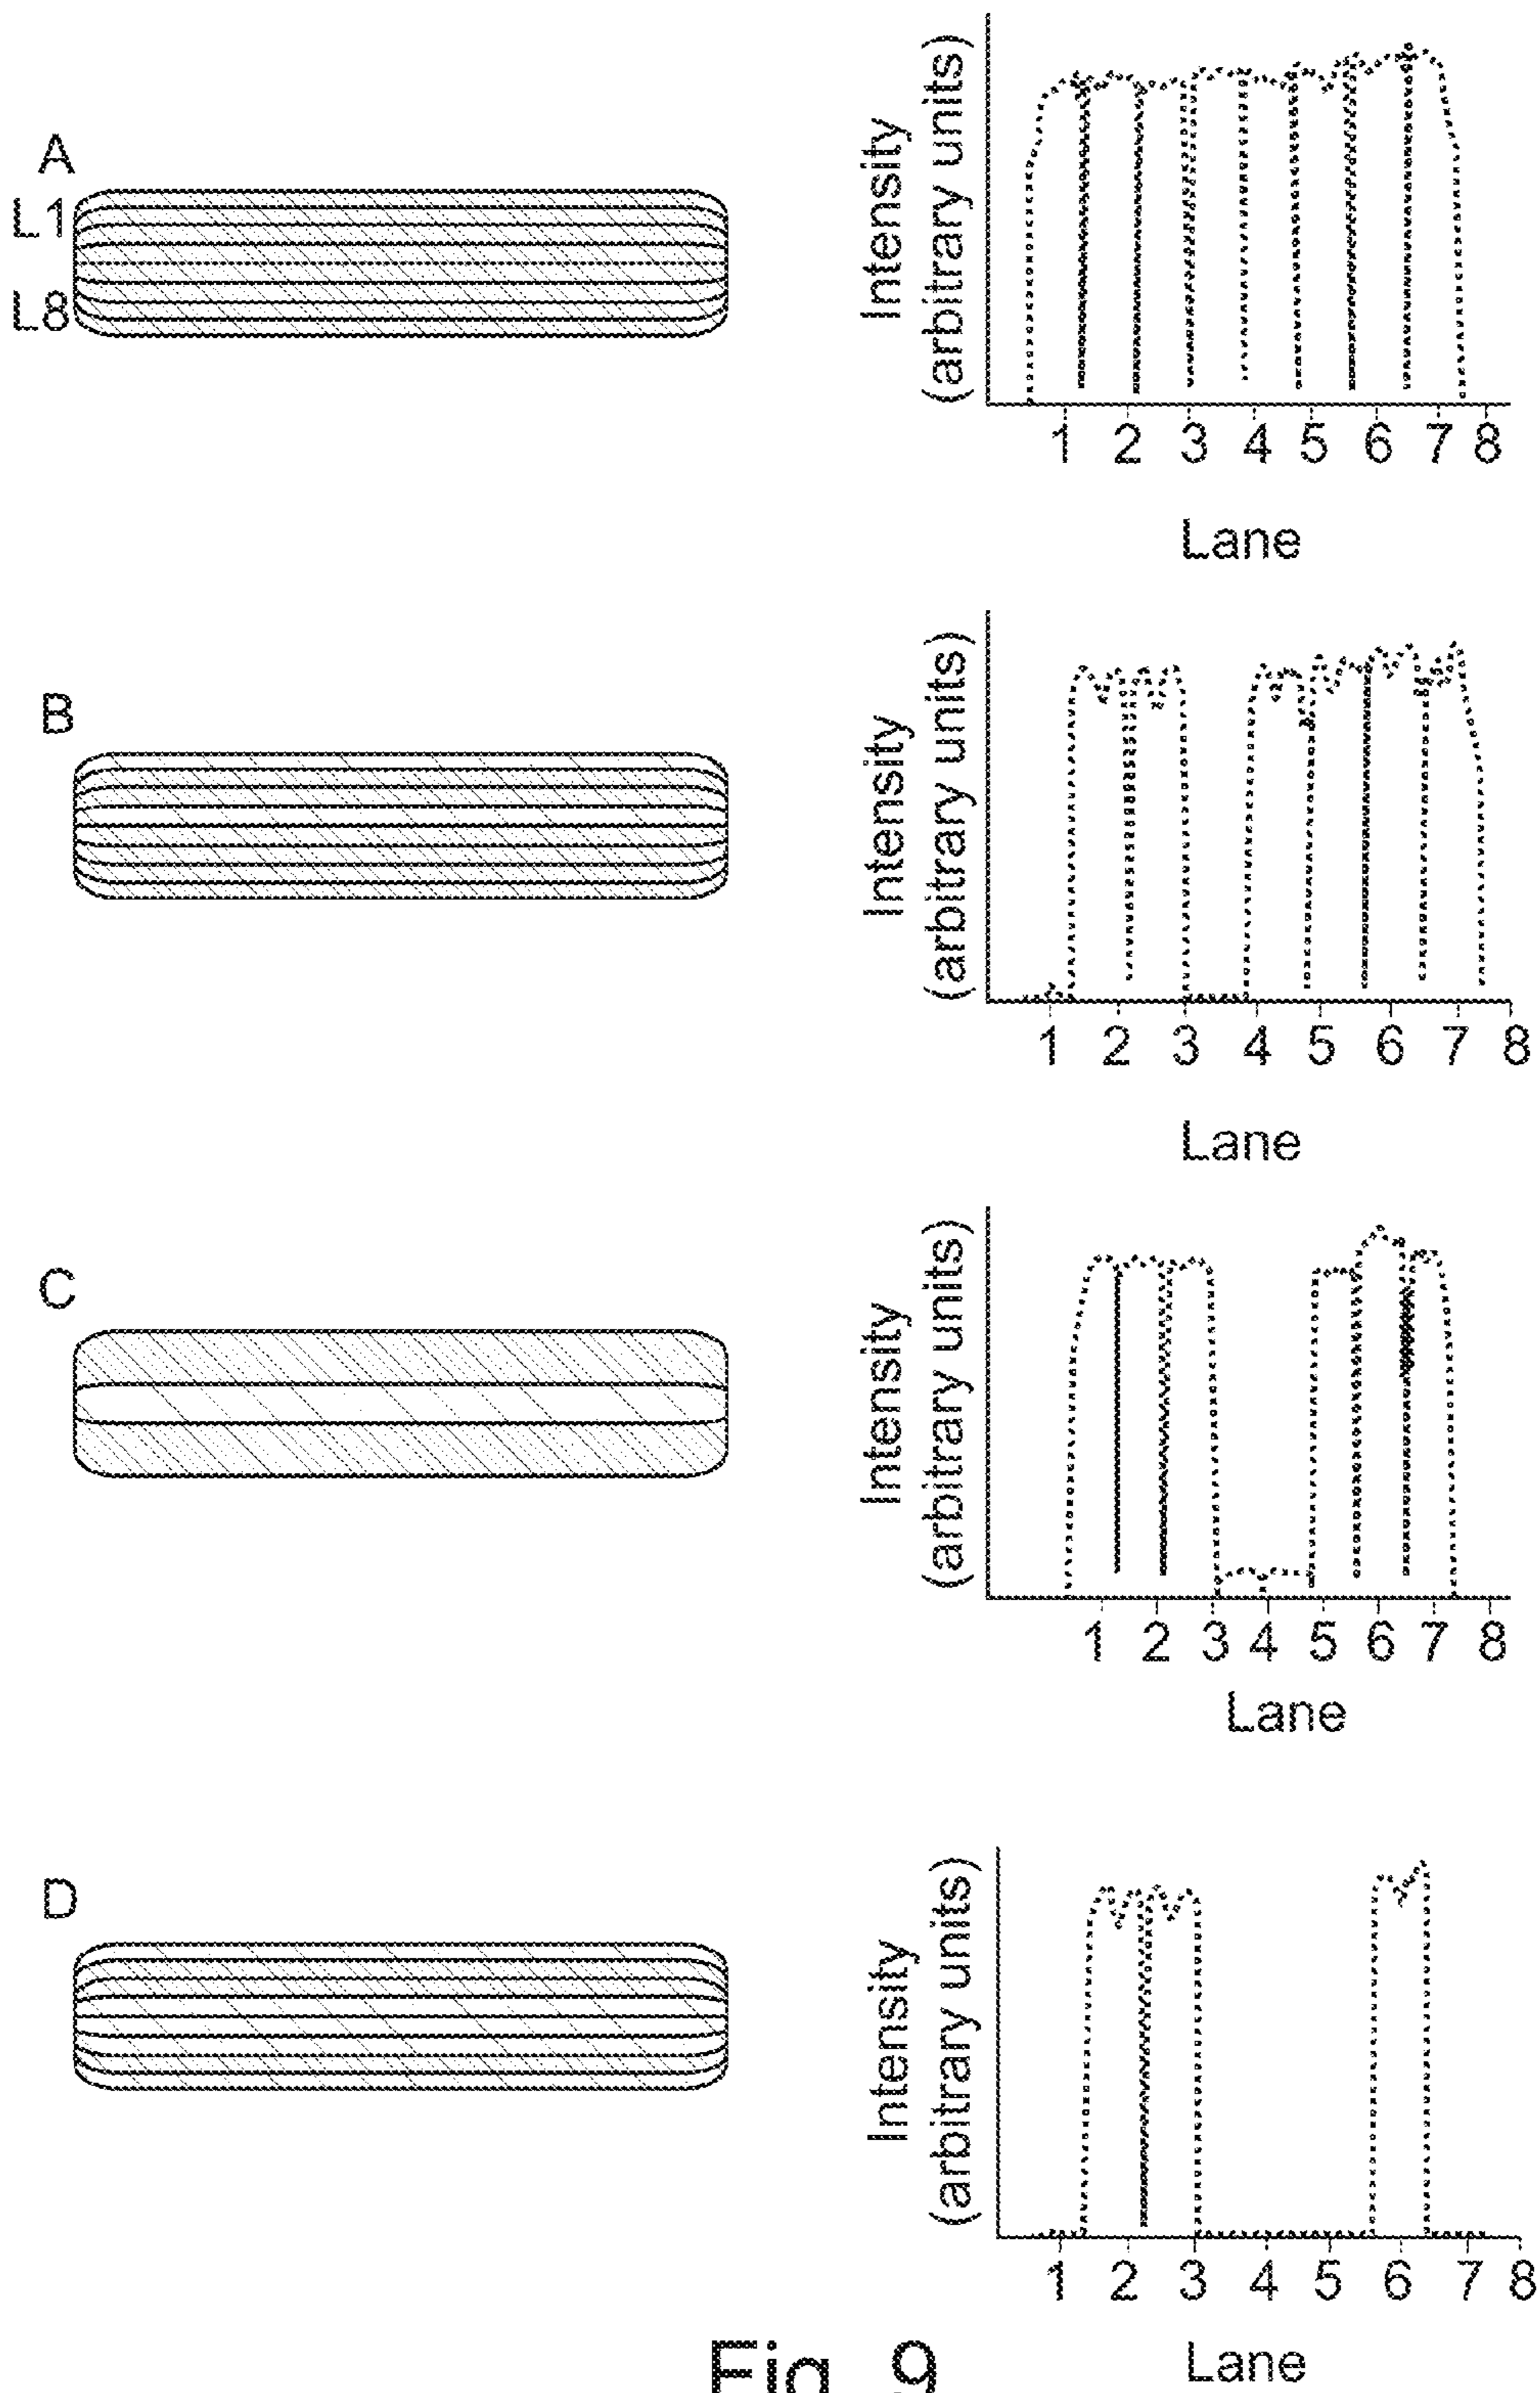 A
L1
L8
Intensity
(arbitrary units)
1 2 3 4 5 6 7 8
Lane
B
Intensity
(arbitrary units)
1 2 3 4 5 6 7 8
Lane
C
Intensity
(arbitrary units)
1 2 3 4 5 6 7 8
Lane
D
Intensity
(arbitrary units)
1 2 3 4 5 6 7 8
Lane
Fig. 9